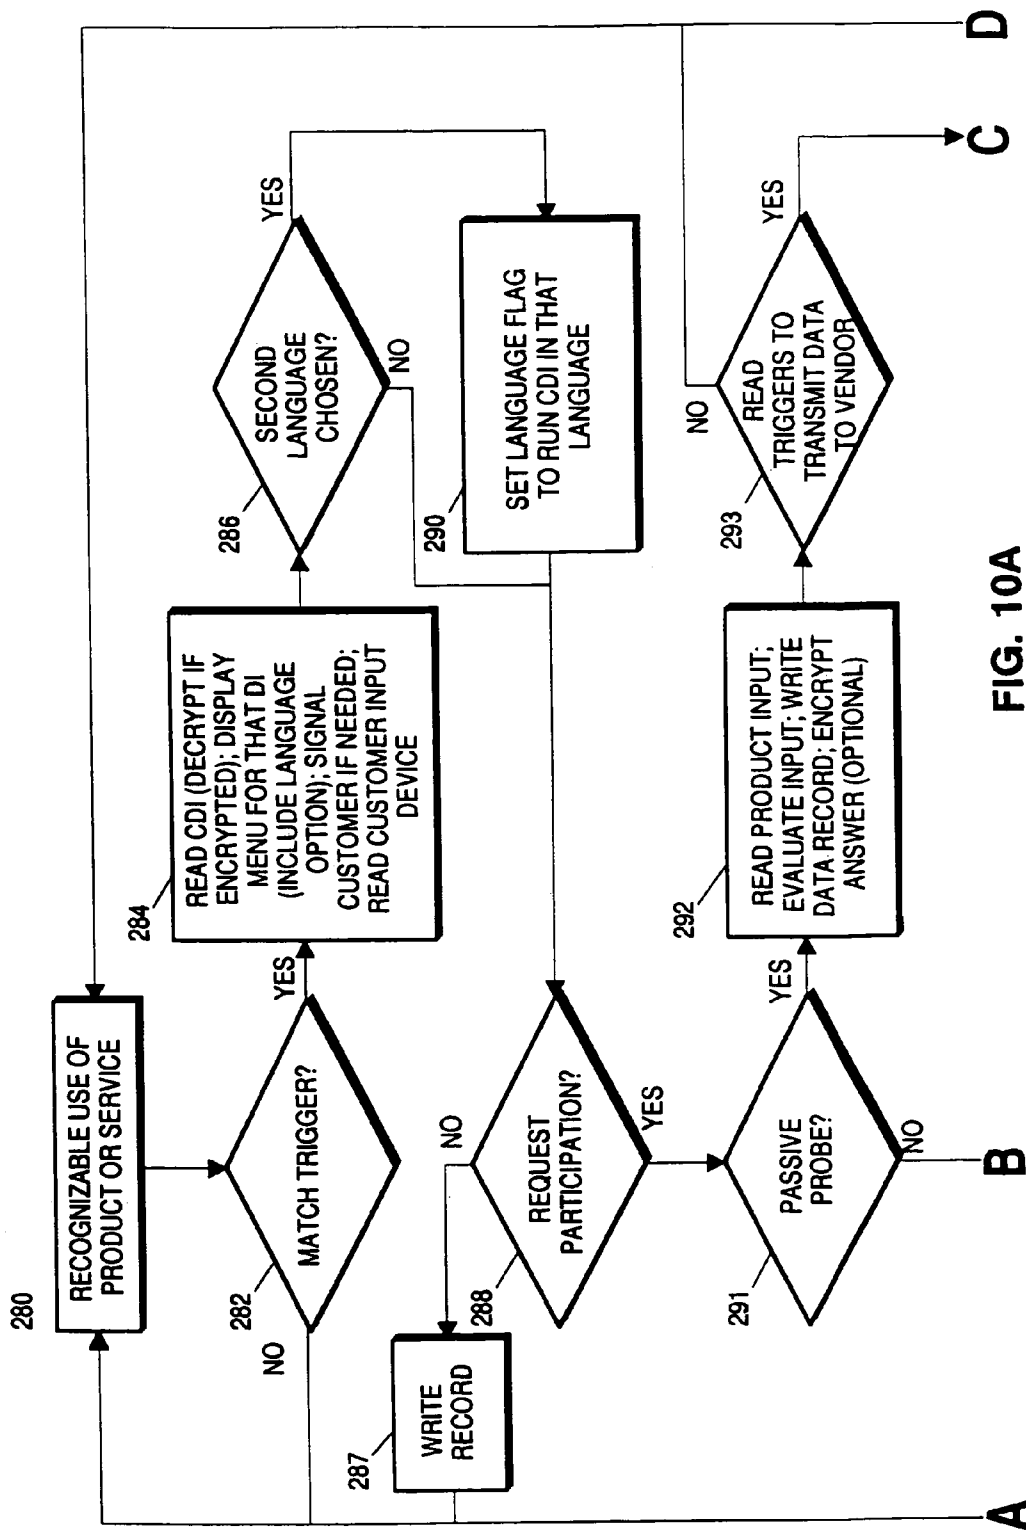 280
RECOGNIZABLE USE OF
PRODUCT OR SERVICE
282
MATCH TRIGGER?
NO
YES
284
READ CDI (DECRYPT IF
ENCRYPTED); DISPLAY
MENU FOR THAT DI
(INCLUDE LANGUAGE
OPTION); SIGNAL
CUSTOMER IF NEEDED;
READ CUSTOMER INPUT
DEVICE
286
SECOND
LANGUAGE
CHOSEN?
YES
NO
290
SET LANGUAGE FLAG
TO RUN CDI IN THAT
LANGUAGE
287
WRITE
RECORD
288
REQUEST
PARTICIPATION?
NO
YES
291
PASSIVE
PROBE?
YES
NO
292
READ PRODUCT INPUT;
EVALUATE INPUT; WRITE
DATA RECORD; ENCRYPT
ANSWER (OPTIONAL)
293
READ
TRIGGERS TO
TRANSMIT DATA
TO VENDOR
NO
YES
A
B
C
D
FIG. 10A